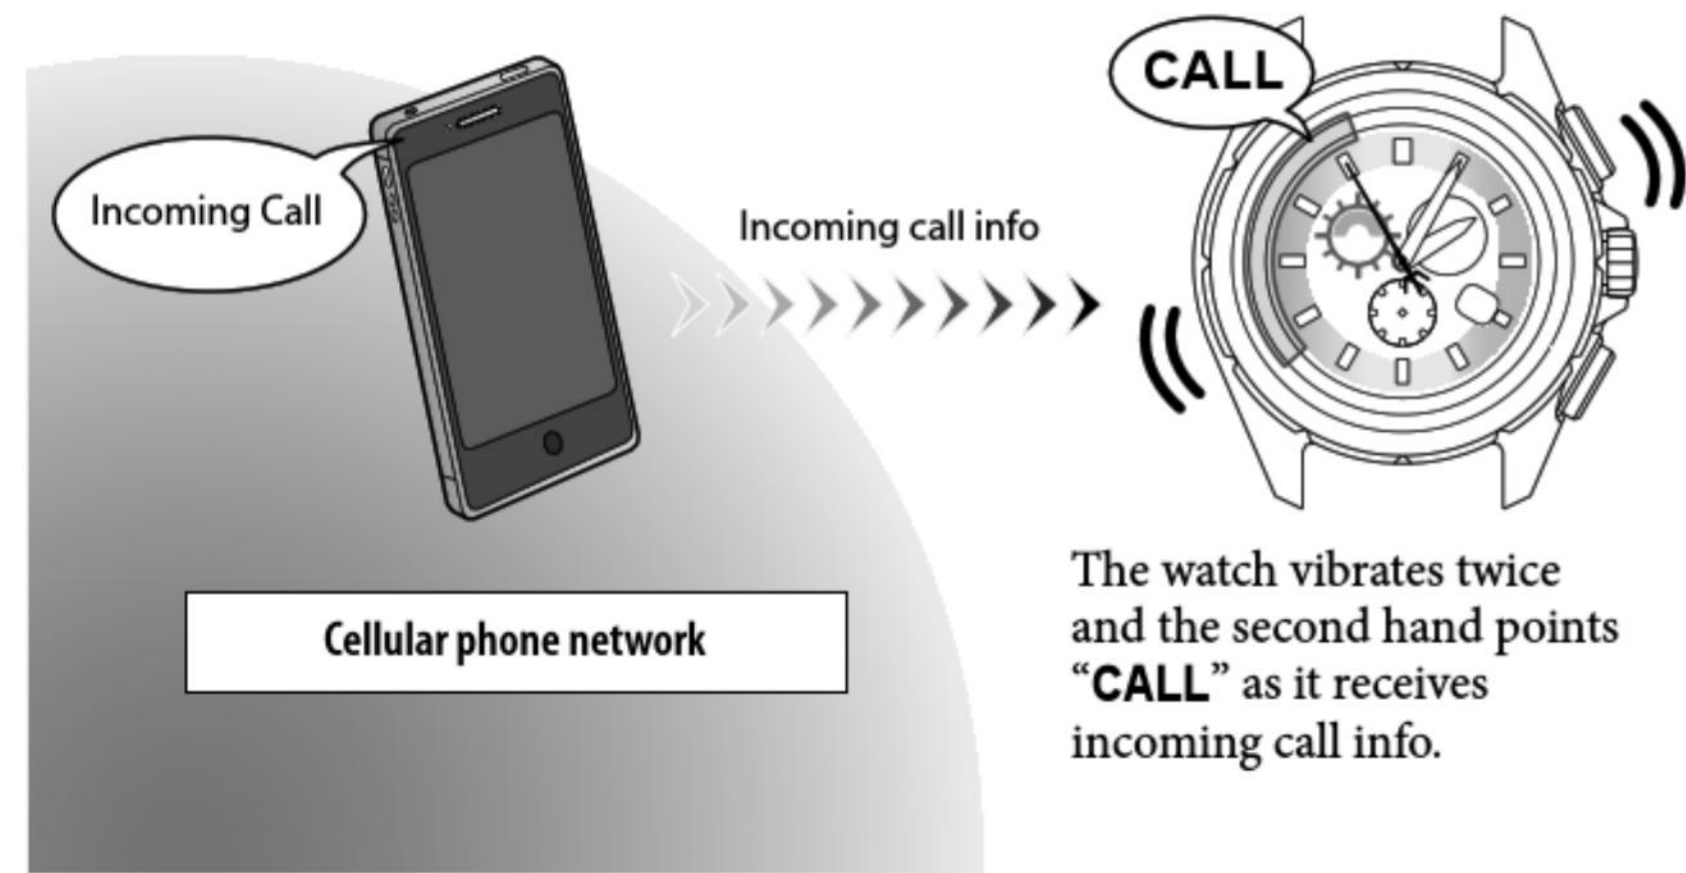 Incoming Call
Incoming call info
CALL
Cellular phone network
The watch vibrates twice
and the second hand points
“CALL” as it receives
incoming call info.